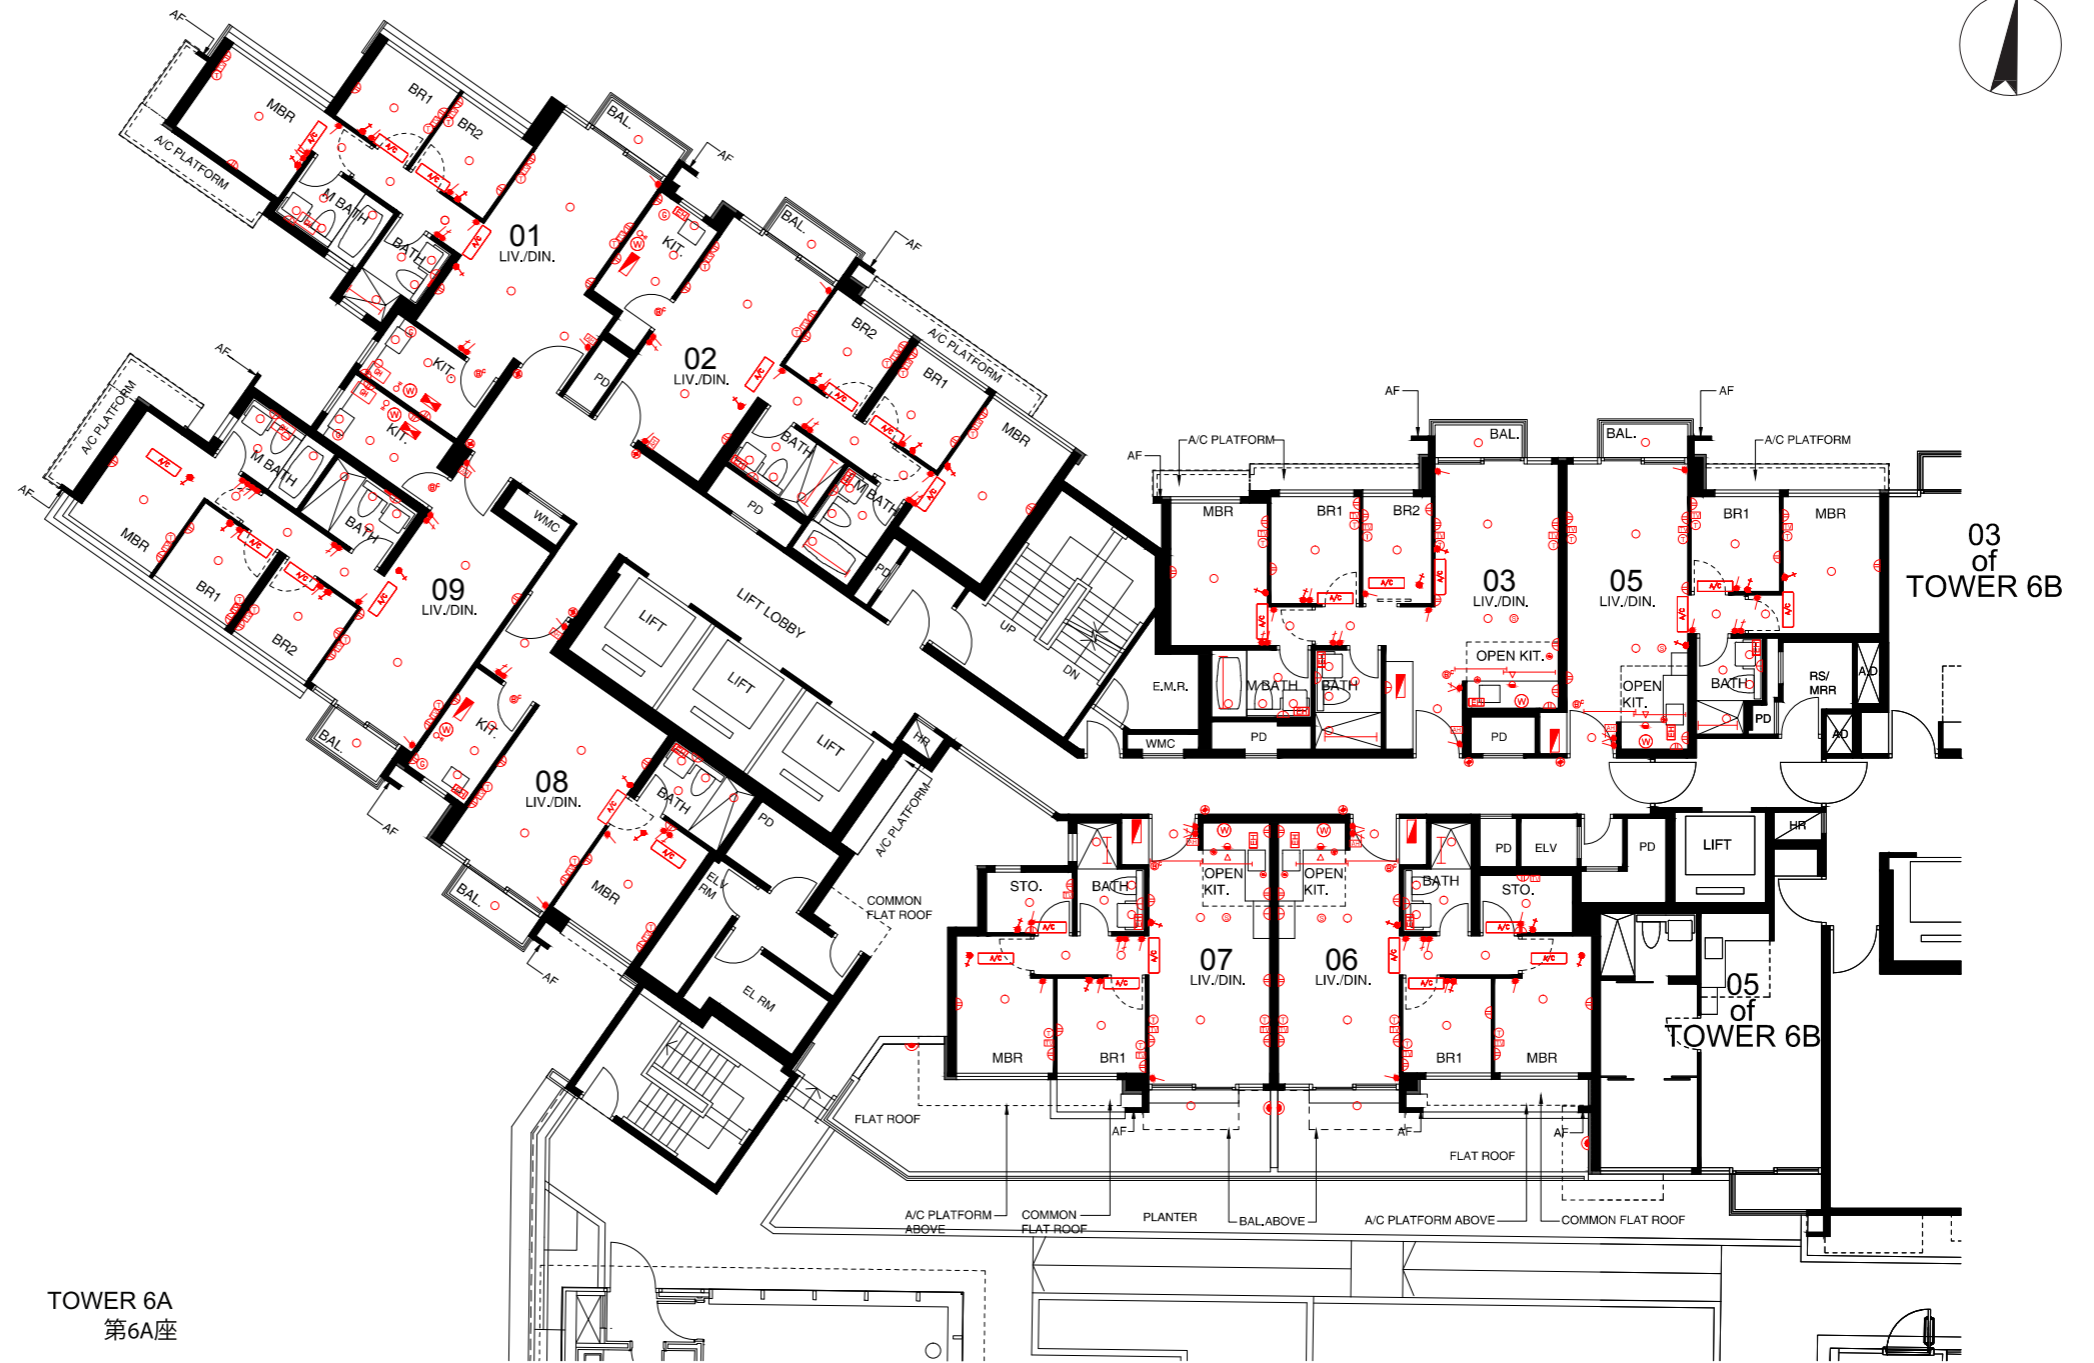 AF
MBR
BR1
BR2
A/C PLATFORM
M BATH
BATH
01
LIV./DIN.
BAL.
AF
KIT.
KIT.
PD
02
LIV./DIN.
BAL.
AF
BR2
BR1
MBR
A/C PLATFORM
BATH
M BATH
PD
PD
AF
A/C PLATFORM
AF
M BATH
KIT.
BATH
MBR
BR1
BR2
09
LIV./DIN.
WMC
BAL.
AF
LIFT
LIFT
LIFT
LIFT LOBBY
UP
DN
E.M.R.
WMC
HR
08
LIV./DIN.
KIT.
BATH
MBR
BAL.
AF
PD
ELV
RM
EL RM
A/C PLATFORM
COMMON
FLAT ROOF
AF
A/C PLATFORM
AF
BAL.
MBR
BR1
BR2
03
LIV./DIN.
OPEN KIT.
M BATH
BATH
PD
PD
BAL.
AF
A/C PLATFORM
BR1
MBR
05
LIV./DIN.
OPEN
KIT.
BATH
PD
RS/
MRR
A.D
AD
03
of
TOWER 6B
STO.
BATH
OPEN
KIT.
07
LIV./DIN.
MBR
BR1
OPEN
KIT.
06
LIV./DIN.
BATH
STO.
BR1
MBR
PD
ELV
PD
LIFT
HR
05
of
TOWER 6B
FLAT ROOF
AF
AF
AF
FLAT ROOF
A/C PLATFORM
ABOVE
COMMON
FLAT ROOF
PLANTER
BAL.ABOVE
A/C PLATFORM ABOVE
COMMON FLAT ROOF
TOWER 6A
第6A座